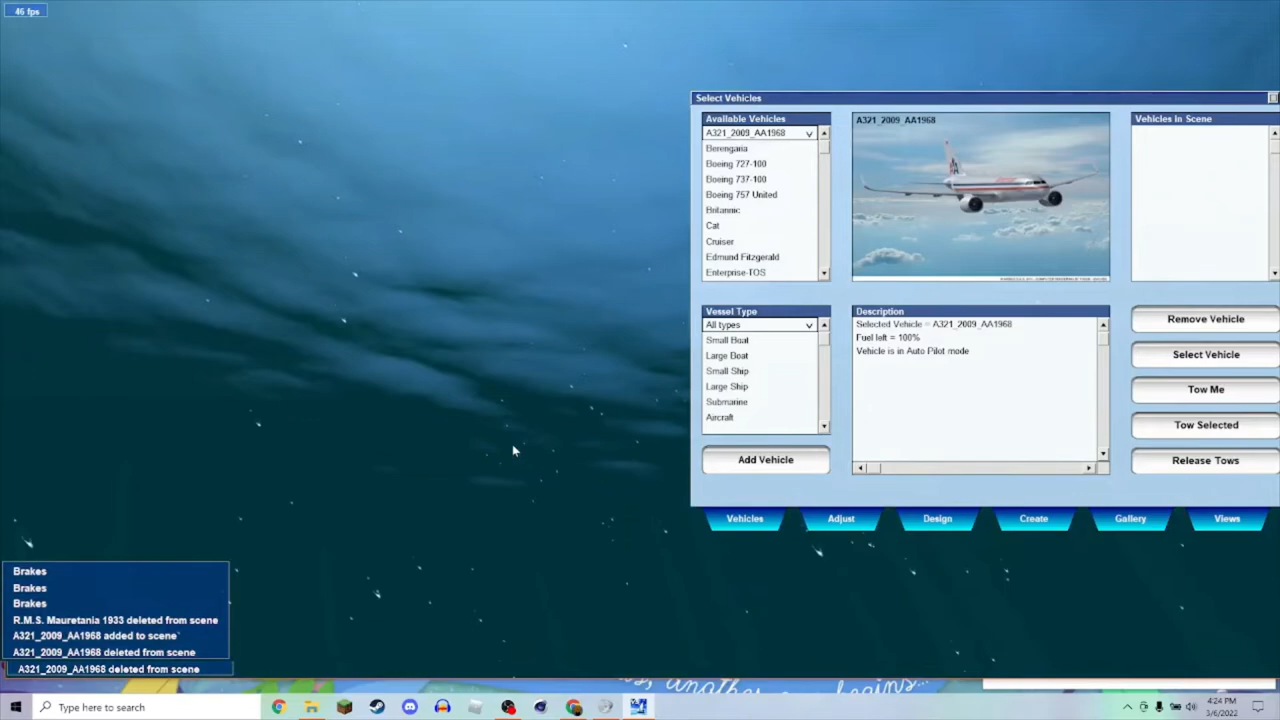 46 fps
Select Vehicles
Available Vehicles
A321_2009_AA1968
Berengaria
Boeing 727-100
Boeing 737-100
Boeing 757 United
Britannic
Cat
Cruiser
Edmund Fitzgerald
Enterprise-TOS
A321_2009_AA1968
Vehicles In Scene
Vessel Type
All types
Small Boat
Large Boat
Small Ship
Large Ship
Submarine
Aircraft
Add Vehicle
Description
Selected Vehicle = A321_2009_AA1968
Fuel left = 100%
Vehicle is in Auto Pilot mode
Remove Vehicle
Select Vehicle
Tow Me
Tow Selected
Release Tows
Vehicles
Adjust
Design
Create
Gallery
Views
Brakes
Brakes
Brakes
R.M.S. Mauretania 1933 deleted from scene
A321_2009_AA1968 added to scene`
A321_2009_AA1968 deleted from scene
A321_2009_AA1968 deleted from scene
begins...
Type here to search
4:24 PM
3/6/2022